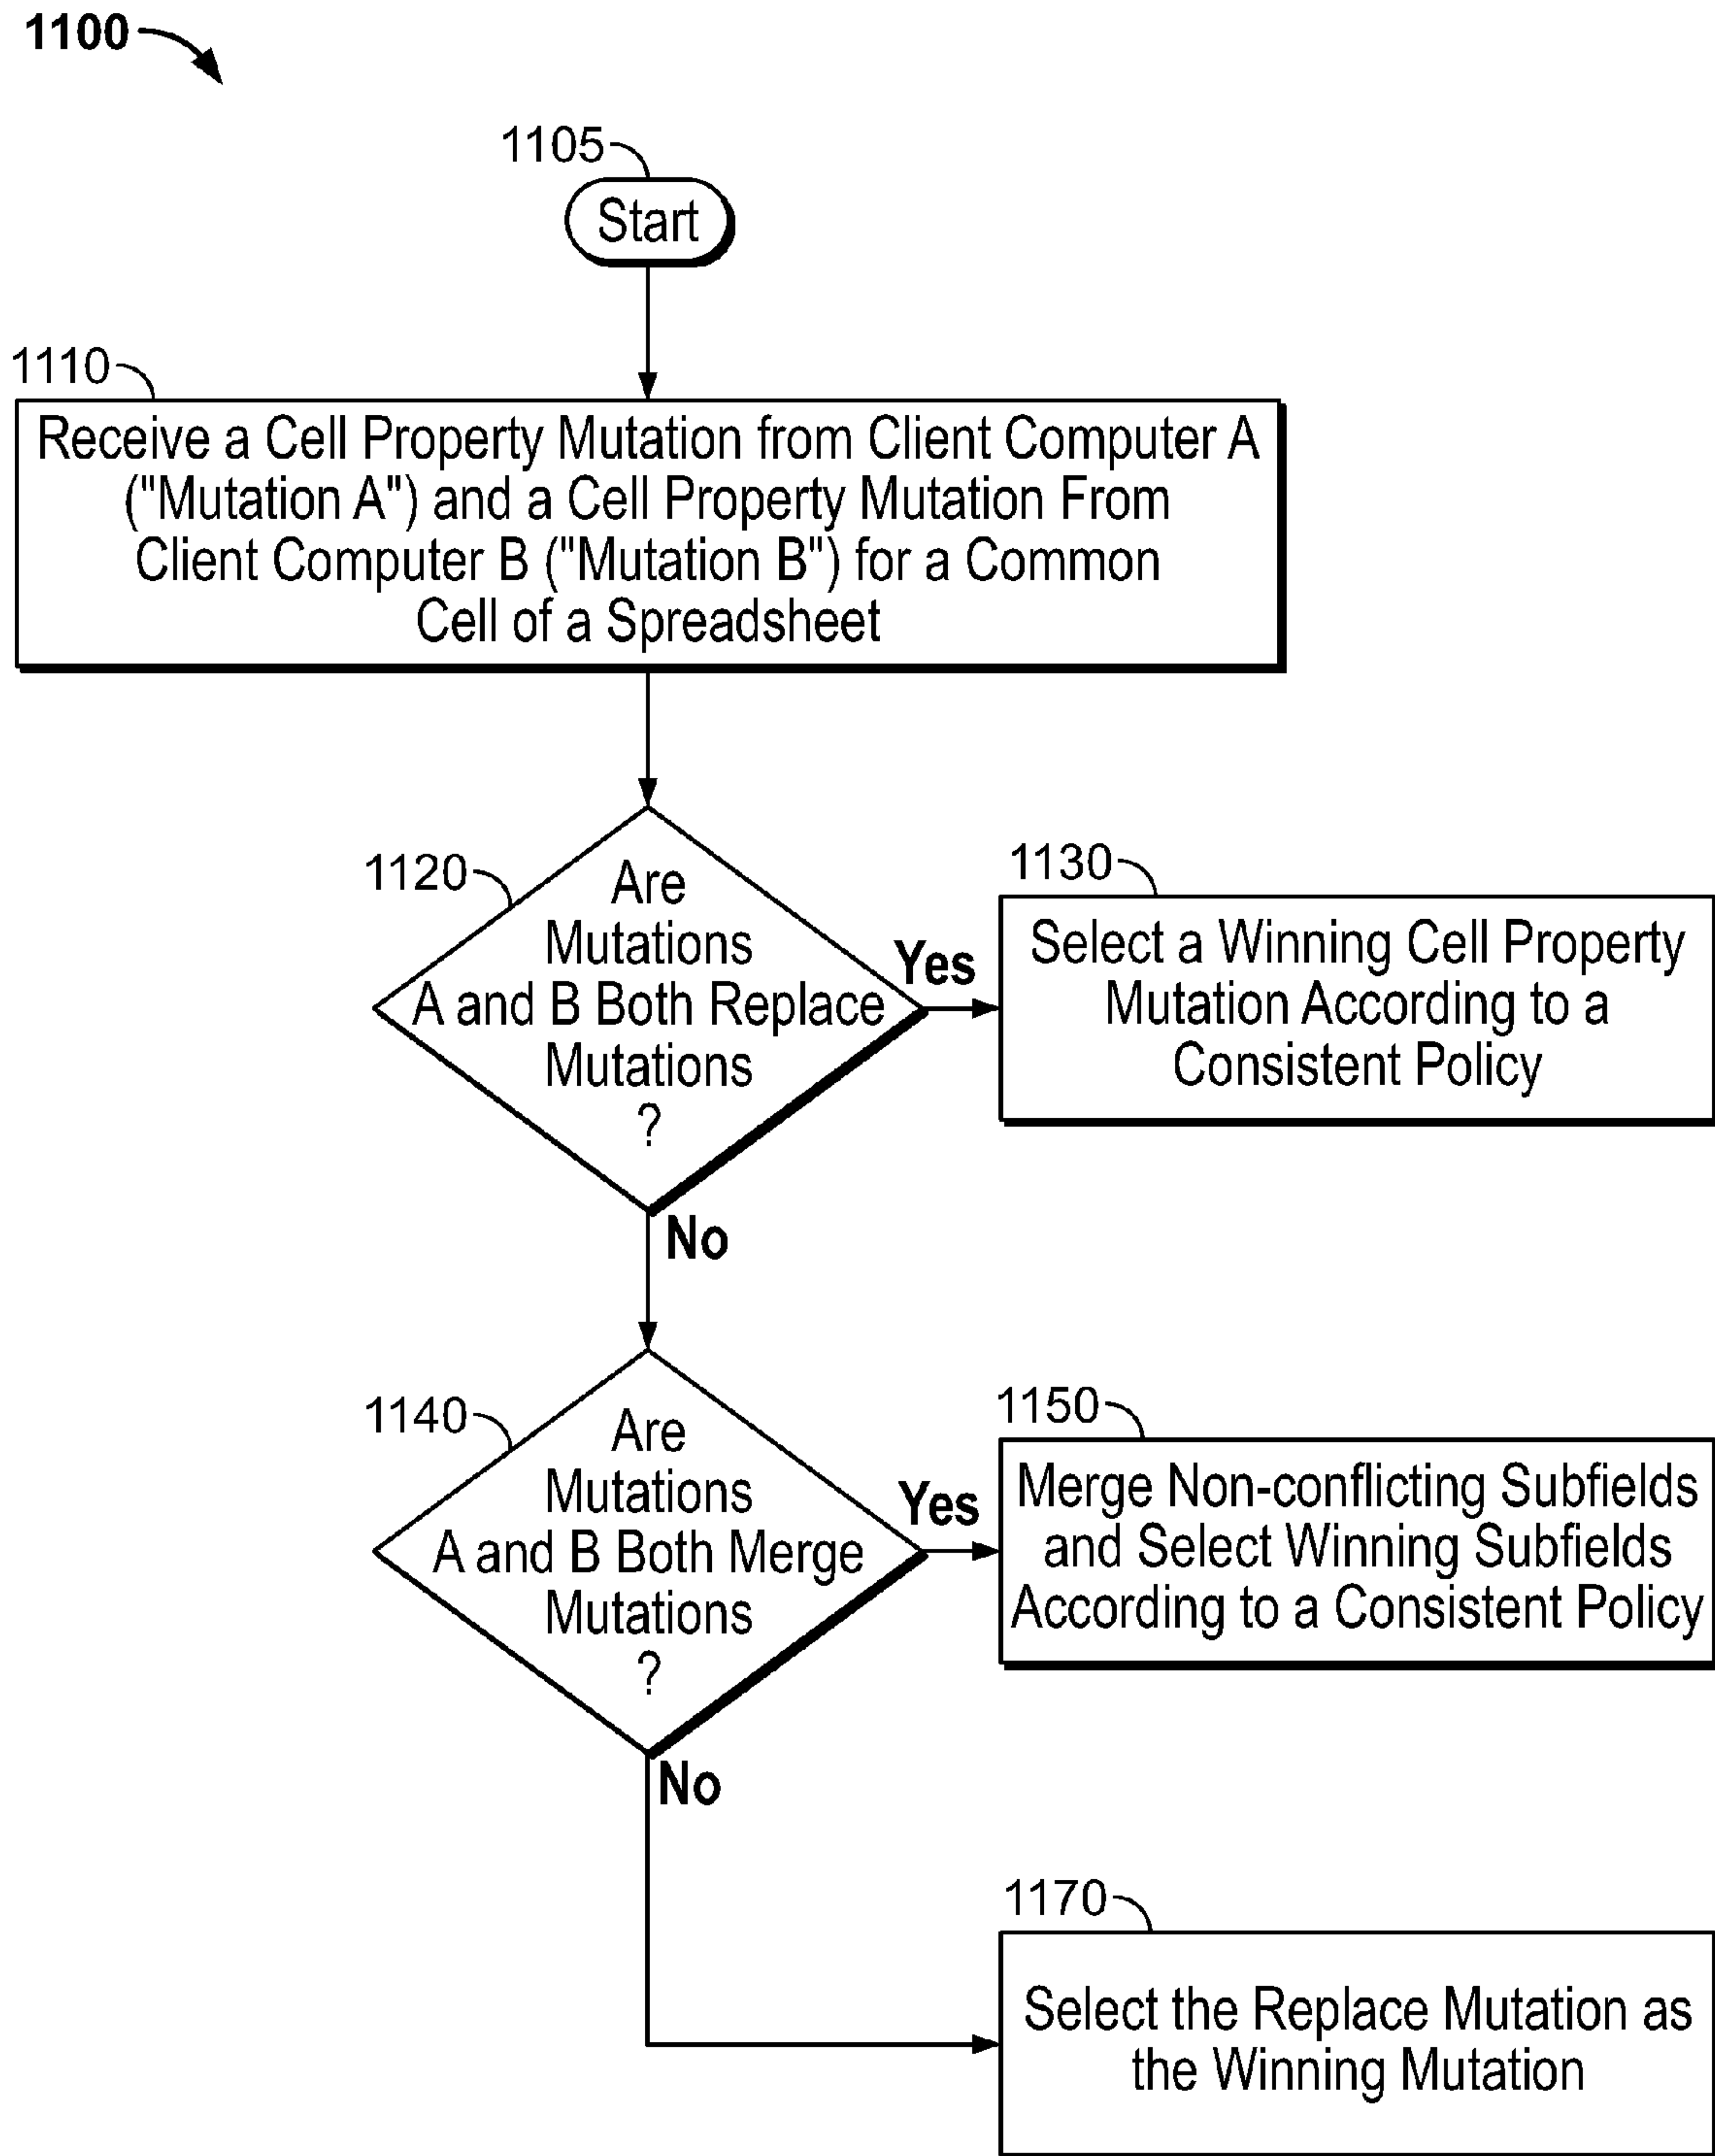 1100
1105
Start
1110
Receive a Cell Property Mutation from Client Computer A
("Mutation A") and a Cell Property Mutation From
Client Computer B ("Mutation B") for a Common
Cell of a Spreadsheet
1120
Are
Mutations
A and B Both Replace
Mutations
?
Yes
No
1130
Select a Winning Cell Property
Mutation According to a
Consistent Policy
1140
Are
Mutations
A and B Both Merge
Mutations
?
Yes
No
1150
Merge Non-conflicting Subfields
and Select Winning Subfields
According to a Consistent Policy
1170
Select the Replace Mutation as
the Winning Mutation